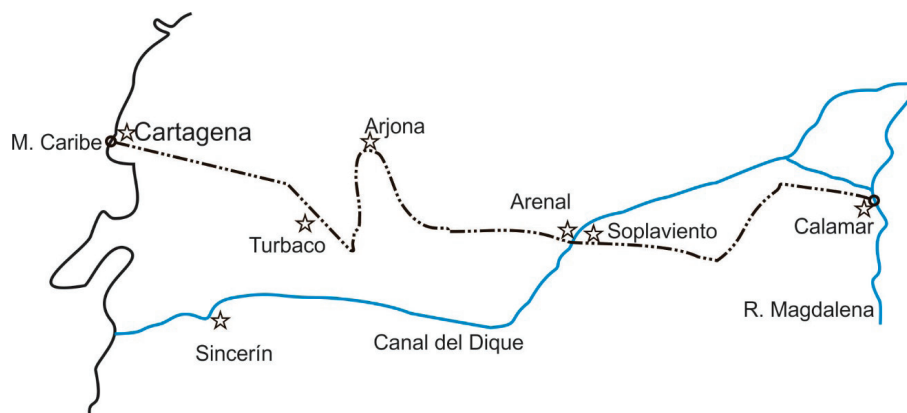 Cartagena
M. Caribe
Arjona
Turbaco
Arenal
Soplaviento
Calamar
R. Magdalena
Canal del Dique
Sincerín